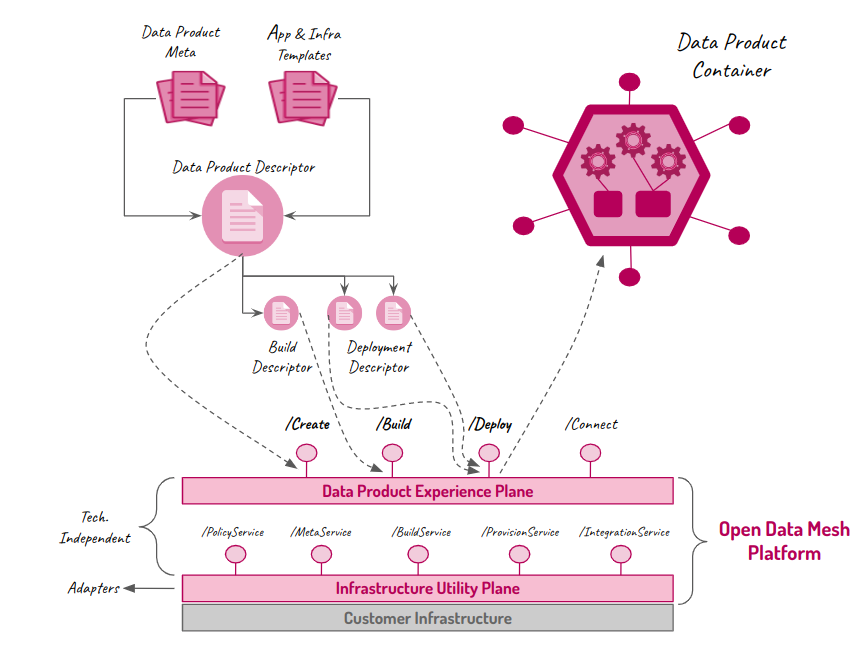 Data Product
Meta
App & Infra
Templates
Data Product
Container
Data Product Descriptor
Build
Descriptor
Deployment
Descriptor
/Create
/Build
/Deploy
/Connect
Data Product Experience Plane
Tech.
Independent
/PolicyService
/MetaService
/BuildService
/ProvisionService
/IntegrationService
Open Data Mesh
Platform
Adapters
Infrastructure Utility Plane
Customer Infrastructure